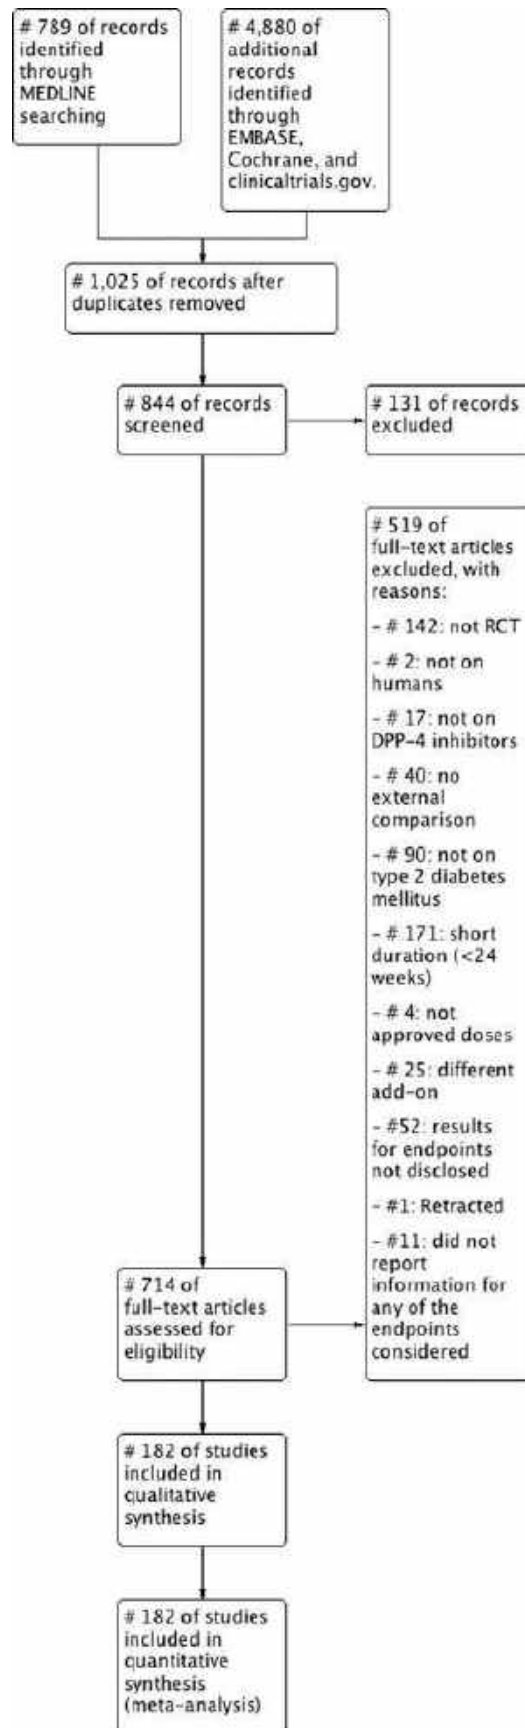 # 789 of records
identified
through
MEDLINE
searching
# 4,880 of
additional
records
identified
through
EMBASE,
Cochrane, and
clinicaltrials.gov.
# 1,025 of records after
duplicates removed
# 844 of records
screened
# 131 of records
excluded
# 519 of
full-text articles
excluded, with
reasons:
- # 142: not RCT
- # 2: not on
humans
- # 17: not on
DPP-4 inhibitors
- # 40: no
external
comparison
- # 90: not on
type 2 diabetes
mellitus
- # 171: short
duration (<24
weeks)
- # 4: not
approved doses
- # 25: different
add-on
- #52: results
for endpoints
not disclosed
- #1: Retracted
- #11: did not
report
information for
any of the
endpoints
considered
# 714 of
full-text articles
assessed for
eligibility
# 182 of studies
included in
qualitative
synthesis
# 182 of studies
included in
quantitative
synthesis
(meta-analysis)